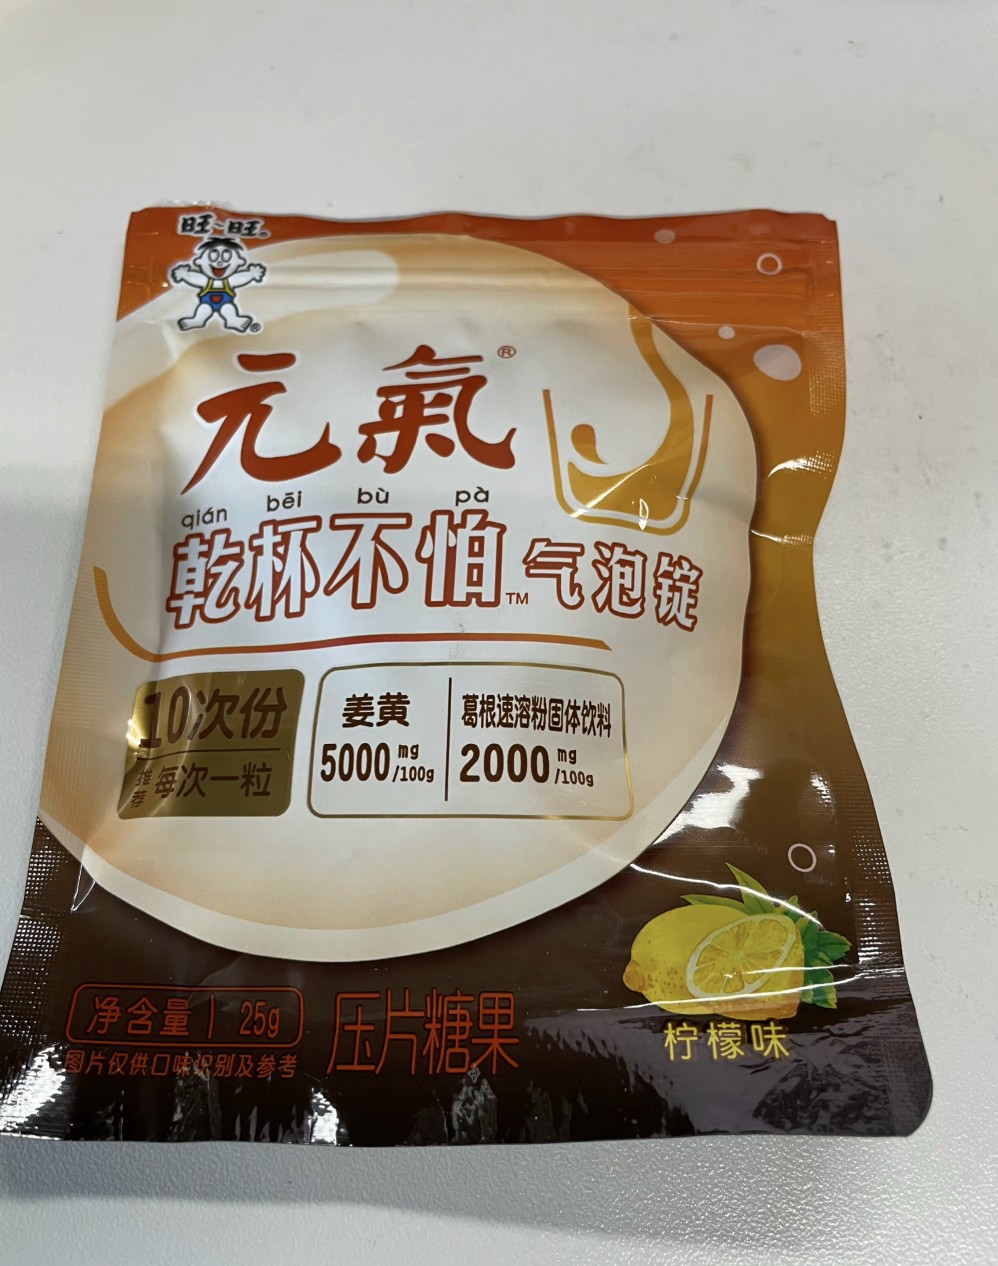 旺~旺®
®
元氣®
qián bēi bù pà
乾杯不怕™气泡锭
10次份
推荐 每次一粒
姜黄
5000mg/100g
葛根速溶粉固体饮料
2000mg/100g
净含量 | 25g
图片仅供口味识别及参考
压片糖果
柠檬味